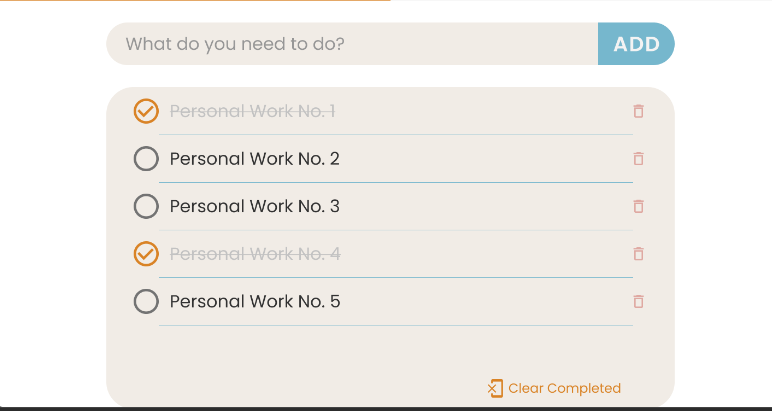 What do you need to do?
ADD
Personal Work No. 1
Personal Work No. 2
Personal Work No. 3
Personal Work No. 4
Personal Work No. 5
Clear Completed